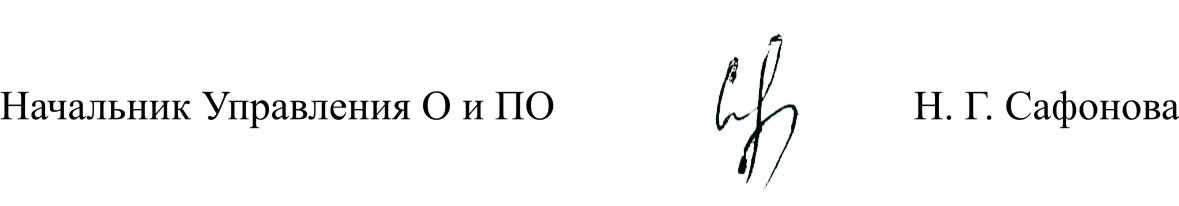 Начальник Управления О и ПО Н. Г. Сафонова